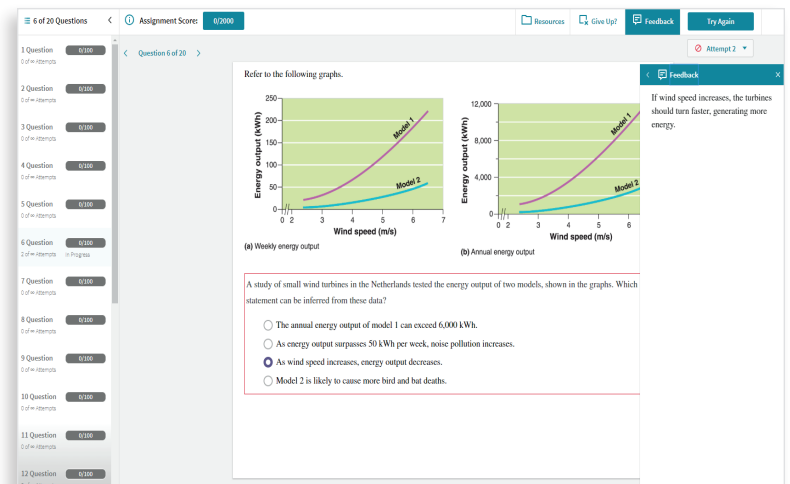 6 of 20 Questions
Assignment Score:
0/2000
Resources
Give Up?
Feedback
Try Again
1 Question
0/100
0 of ∞ Attempts
2 Question
0/100
0 of ∞ Attempts
3 Question
0/100
0 of ∞ Attempts
4 Question
0/100
0 of ∞ Attempts
5 Question
0/100
0 of ∞ Attempts
6 Question
0/100
2 of ∞ Attempts
In Progress
7 Question
0/100
0 of ∞ Attempts
8 Question
0/100
0 of ∞ Attempts
9 Question
0/100
0 of ∞ Attempts
10 Question
0/100
0 of ∞ Attempts
11 Question
0/100
0 of ∞ Attempts
12 Question
0/100
Question 6 of 20
Attempt 2
Refer to the following graphs.
Energy output (kWh)
250
200
150
100
50
0
Model 1
Model 2
0 2 3 4 5 6 7
Wind speed (m/s)
(a) Weekly energy output
Energy output (kWh)
12,000
8,000
4,000
0
Model 1
Model 2
0 2 3 4 5 6
Wind speed (m/s)
(b) Annual energy output
A study of small wind turbines in the Netherlands tested the energy output of two models, shown in the graphs. Which
statement can be inferred from these data?
The annual energy output of model 1 can exceed 6,000 kWh.
As energy output surpasses 50 kWh per week, noise pollution increases.
As wind speed increases, energy output decreases.
Model 2 is likely to cause more bird and bat deaths.
Feedback
If wind speed increases, the turbines
should turn faster, generating more
energy.